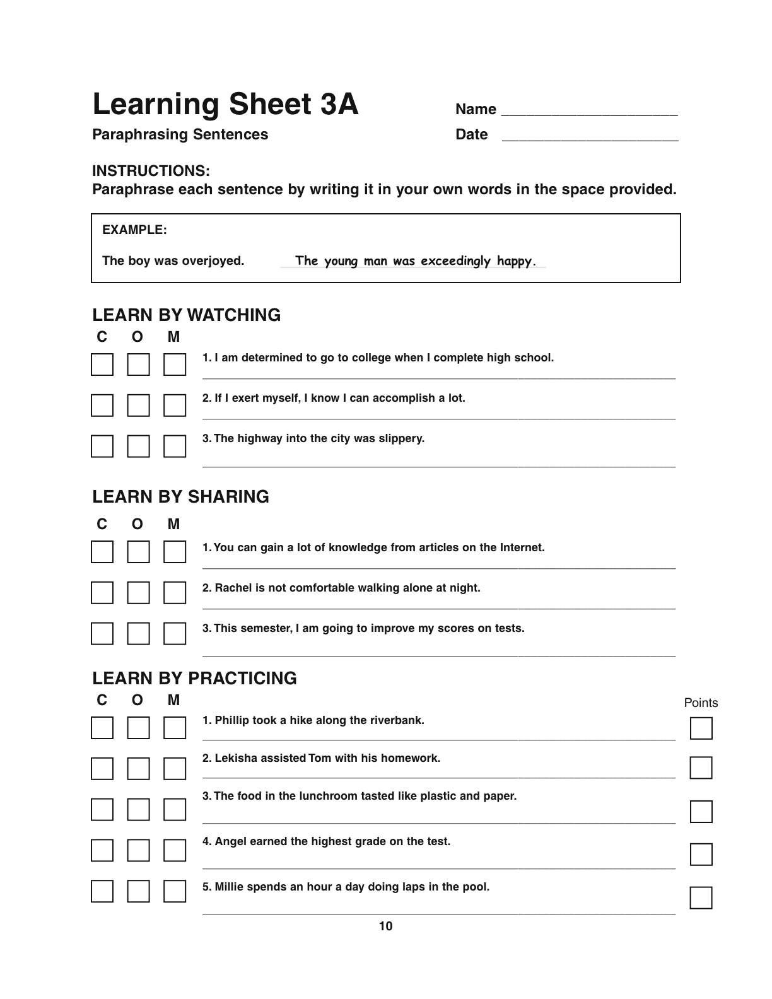 Learning Sheet 3A
Name
Paraphrasing Sentences
Date
INSTRUCTIONS:
Paraphrase each sentence by writing it in your own words in the space provided.
EXAMPLE:
The boy was overjoyed. The young man was exceedingly happy.
LEARN BY WATCHING
C O M
1. I am determined to go to college when I complete high school.
2. If I exert myself, I know I can accomplish a lot.
3. The highway into the city was slippery.
LEARN BY SHARING
C O M
1. You can gain a lot of knowledge from articles on the Internet.
2. Rachel is not comfortable walking alone at night.
3. This semester, I am going to improve my scores on tests.
LEARN BY PRACTICING
C O M
Points
1. Phillip took a hike along the riverbank.
2. Lekisha assisted Tom with his homework.
3. The food in the lunchroom tasted like plastic and paper.
4. Angel earned the highest grade on the test.
5. Millie spends an hour a day doing laps in the pool.
10